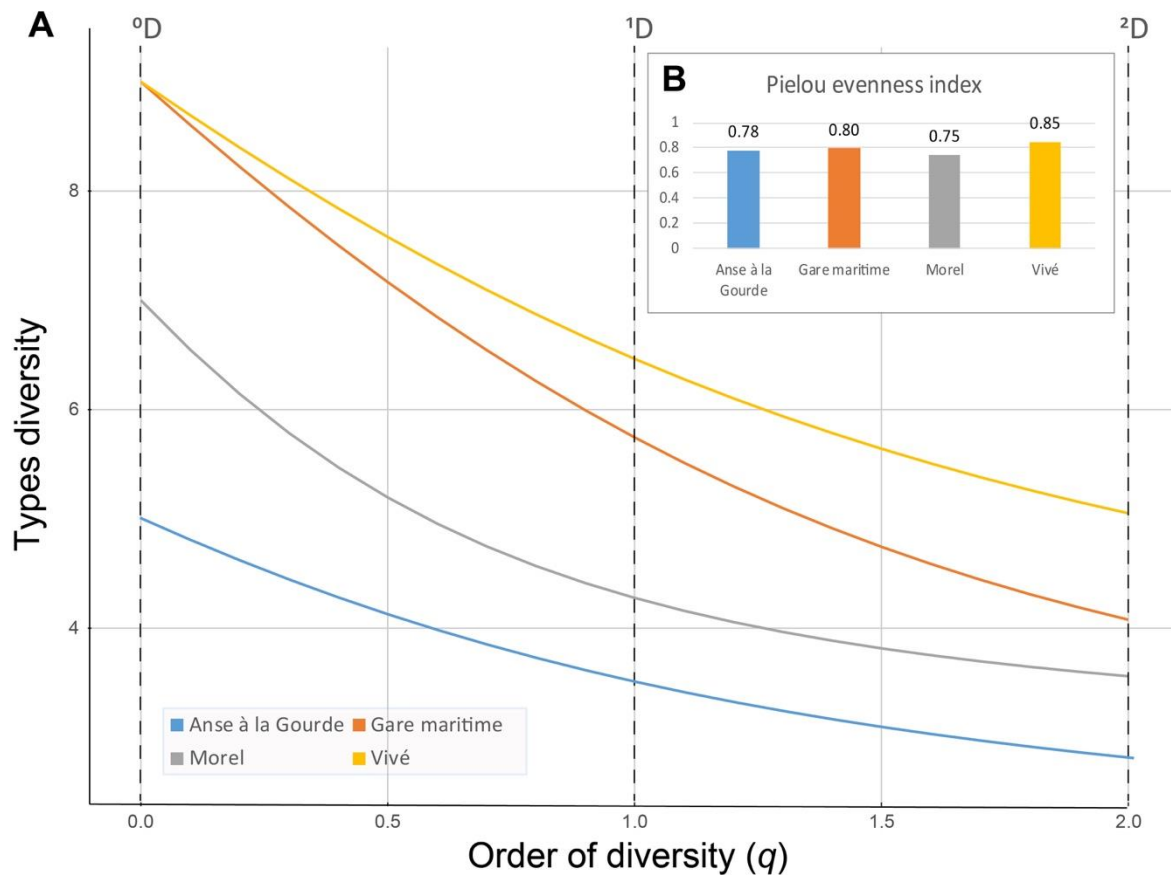 A
⁰D ¹D ²D
B Pielou evenness index
0.78 0.80 0.75 0.85
1
0.8
0.6
0.4
0.2
0
Anse à la Gare maritime Morel Vivé
Gourde
Types diversity
8
6
4
Anse à la Gourde Gare maritime
Morel Vivé
0.0 0.5 1.0 1.5 2.0
Order of diversity (q)